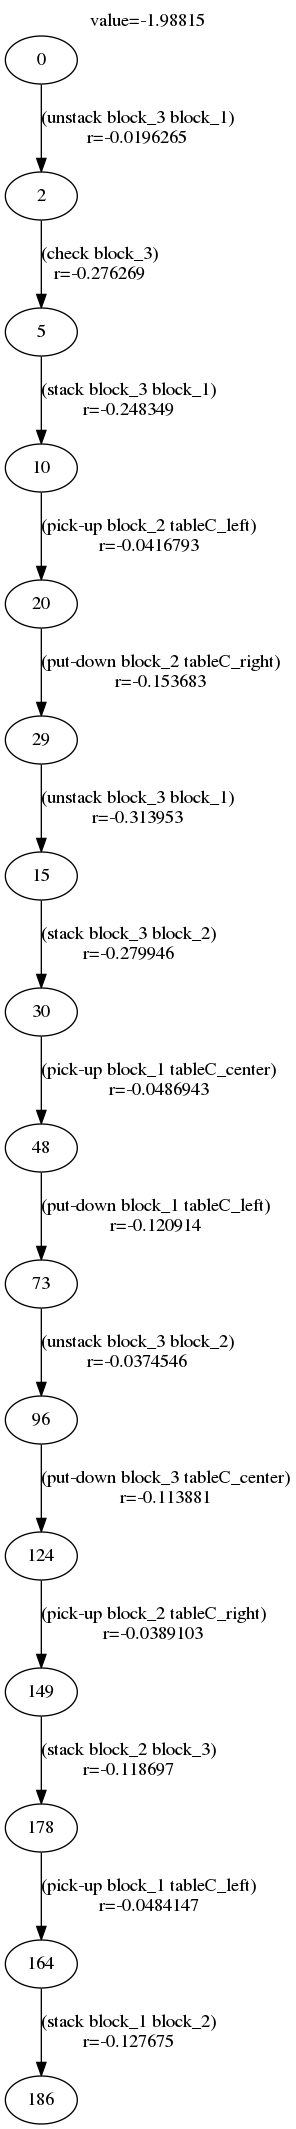 value=-1.98815
0
(unstack block_3 block_1)
r=-0.0196265
2
(check block_3)
r=-0.276269
5
(stack block_3 block_1)
r=-0.248349
10
(pick-up block_2 tableC_left)
r=-0.0416793
20
(put-down block_2 tableC_right)
r=-0.153683
29
(unstack block_3 block_1)
r=-0.313953
15
(stack block_3 block_2)
r=-0.279946
30
(pick-up block_1 tableC_center)
r=-0.0486943
48
(put-down block_1 tableC_left)
r=-0.120914
73
(unstack block_3 block_2)
r=-0.0374546
96
(put-down block_3 tableC_center)
r=-0.113881
124
(pick-up block_2 tableC_right)
r=-0.0389103
149
(stack block_2 block_3)
r=-0.118697
178
(pick-up block_1 tableC_left)
r=-0.0484147
164
(stack block_1 block_2)
r=-0.127675
186